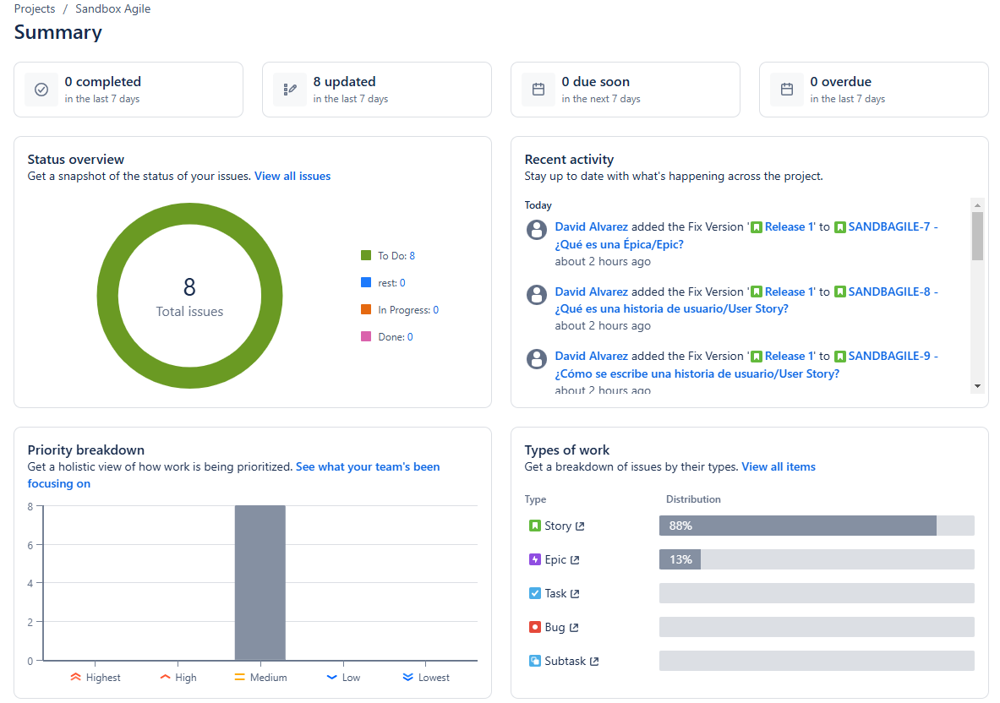 Projects / Sandbox Agile
Summary
0 completed
in the last 7 days
8 updated
in the last 7 days
0 due soon
in the next 7 days
0 overdue
in the last 7 days
Status overview
Get a snapshot of the status of your issues. View all issues
8
Total issues
To Do: 8
rest: 0
In Progress: 0
Done: 0
Recent activity
Stay up to date with what's happening across the project.
Today
David Alvarez added the Fix Version 'Release 1' to SANDBAGILE-7 -
¿Qué es una Épica/Epic?
about 2 hours ago
David Alvarez added the Fix Version 'Release 1' to SANDBAGILE-8 -
¿Qué es una historia de usuario/User Story?
about 2 hours ago
David Alvarez added the Fix Version 'Release 1' to SANDBAGILE-9 -
¿Cómo se escribe una historia de usuario/User Story?
about 2 hours ago
Priority breakdown
Get a holistic view of how work is being prioritized. See what your team's been
focusing on
8
6
4
2
0
Highest
High
Medium
Low
Lowest
Types of work
Get a breakdown of issues by their types. View all items
Type Distribution
Story 88%
Epic 13%
Task
Bug
Subtask